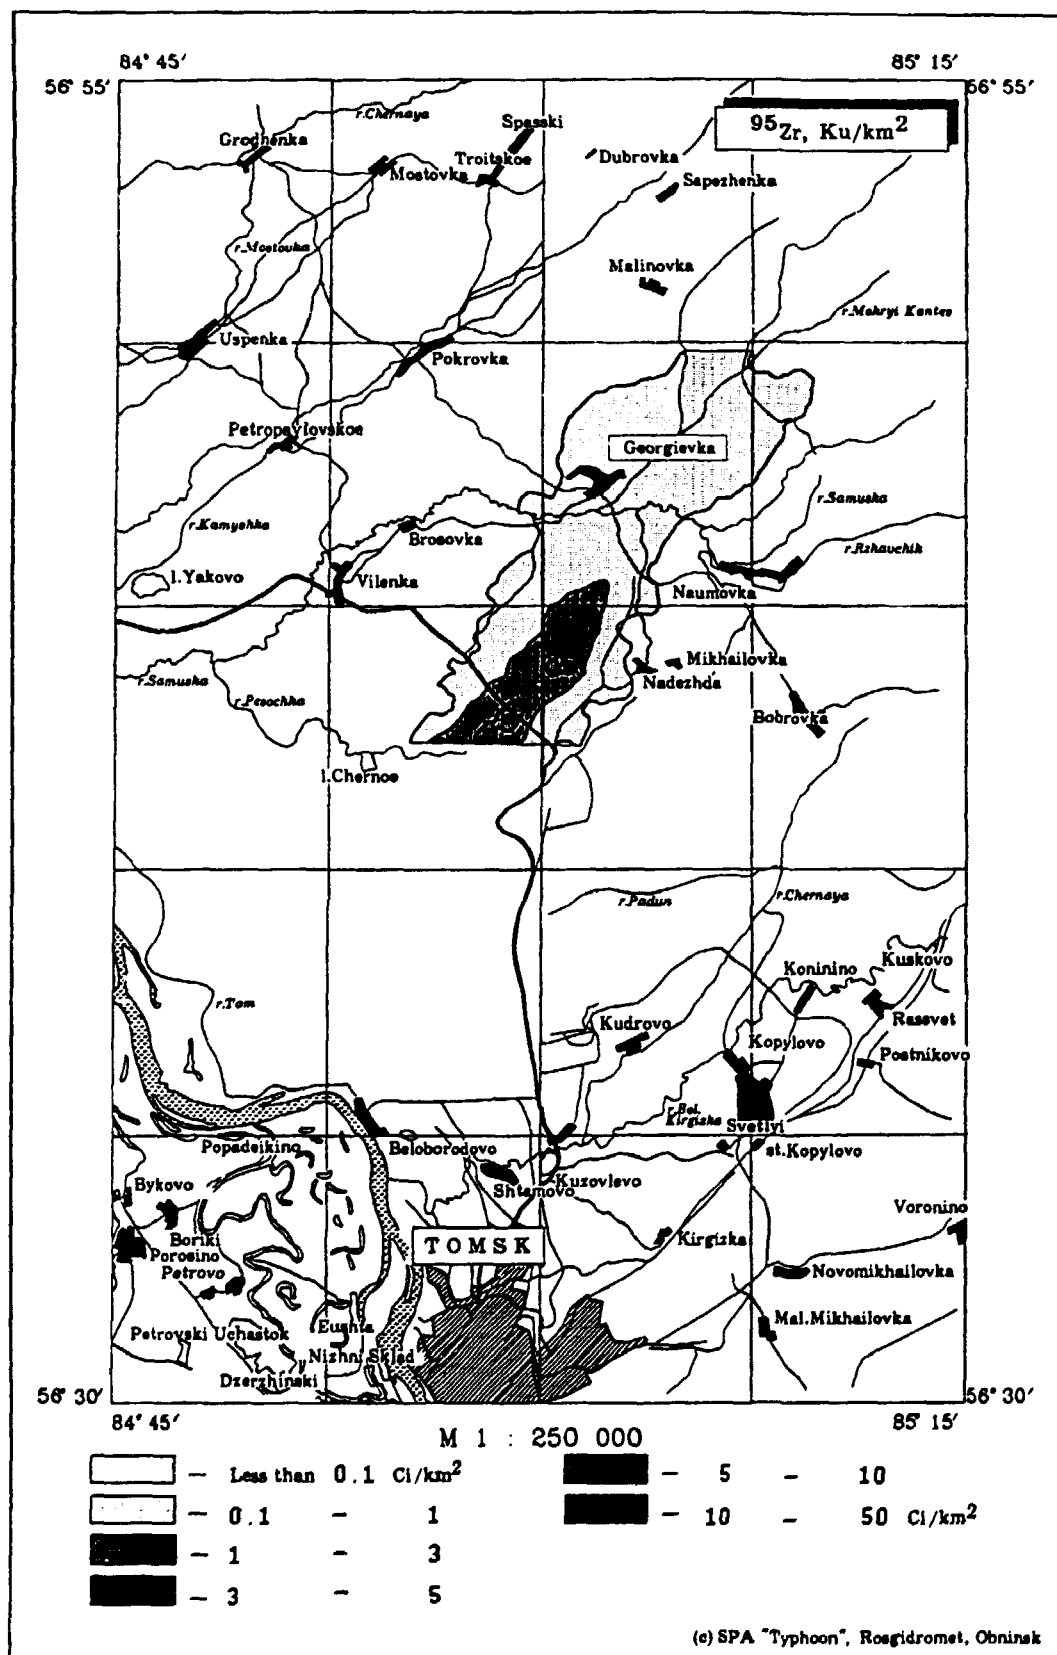 84° 45′ 85° 15′
56° 55′ 56° 55′
95Zr, Ku/km2
r.Chernaya
Spasski
Grodhenka
Troitskoe
Dubrovka
Mostovka
Sapezhenka
r.Mostovka
Malinovka
r.Mokryi Kantes
Uspenka
Pokrovka
Petropavlovskoe
Georgievka
r.Samuska
r.Kamyshka
Brosovka
r.Rzhavchik
l.Yakovo
Vilenka
Naumovka
Mikhailovka
r.Samuska
Nadezhda
r.Pesochka
Bobrovka
l.Chernoe
r.Padun
r.Chernaya
Kuskovo
Koninino
r.Tom
Rassvet
Kudrovo
Kopylovo
Postnikovo
r.Bol.
Kirgizka
Svetlyi
Popadeikino
Beloborodovo
st.Kopylovo
Bykovo
Kuzovlevo
Shtamovo
Voronino
Boriki
TOMSK
Kirgizka
Porosino
Petrovo
Novomikhailovka
Mal.Mikhailovka
Petrovski Uchastok
Eushta
Nizhni Sklad
Dzerzhinski
56° 30′ 56° 30′
84° 45′ 85° 15′
M 1 : 250 000
– Less than 0.1 Ci/km2
– 5 – 10
– 0.1 – 1
– 10 – 50 Ci/km2
– 1 – 3
– 3 – 5
(c) SPA "Typhoon", Rosgidromet, Obninsk